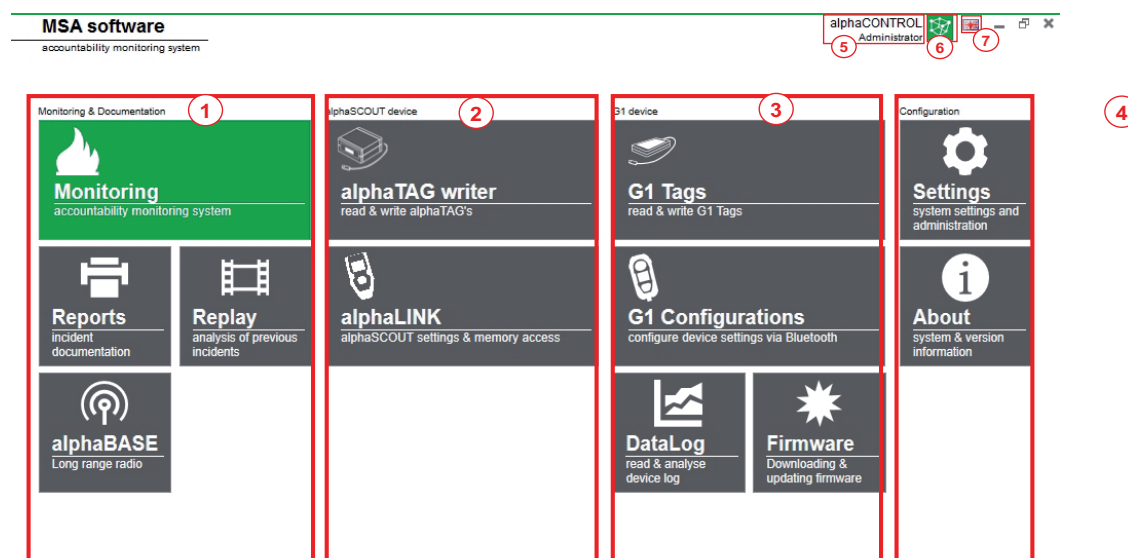 MSA software
accountability monitoring system
alphaCONTROL
Administrator
5
6
7
Monitoring & Documentation
1
Monitoring
accountability monitoring system
Reports
incident
documentation
Replay
analysis of previous
incidents
alphaBASE
Long range radio
alphaSCOUT device
2
alphaTAG writer
read & write alphaTAG's
alphaLINK
alphaSCOUT settings & memory access
G1 device
3
G1 Tags
read & write G1 Tags
G1 Configurations
configure device settings via Bluetooth
DataLog
read & analyse
device log
Firmware
Downloading &
updating firmware
Configuration
4
Settings
system settings and
administration
About
system & version
information